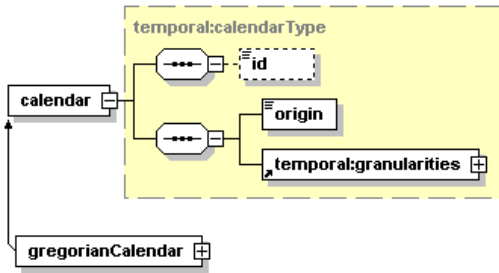 temporal:calendarType
id
calendar
origin
temporal:granularities
gregorianCalendar